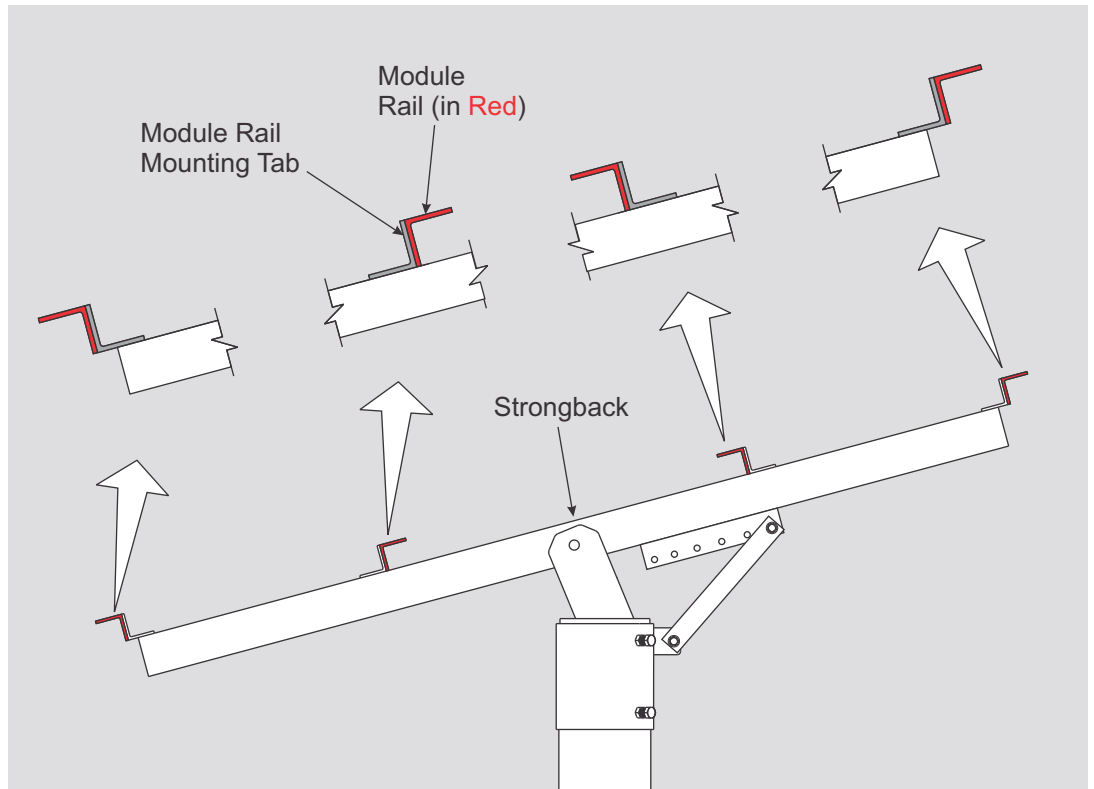 Module
Rail (in Red)
Module Rail
Mounting Tab
Strongback